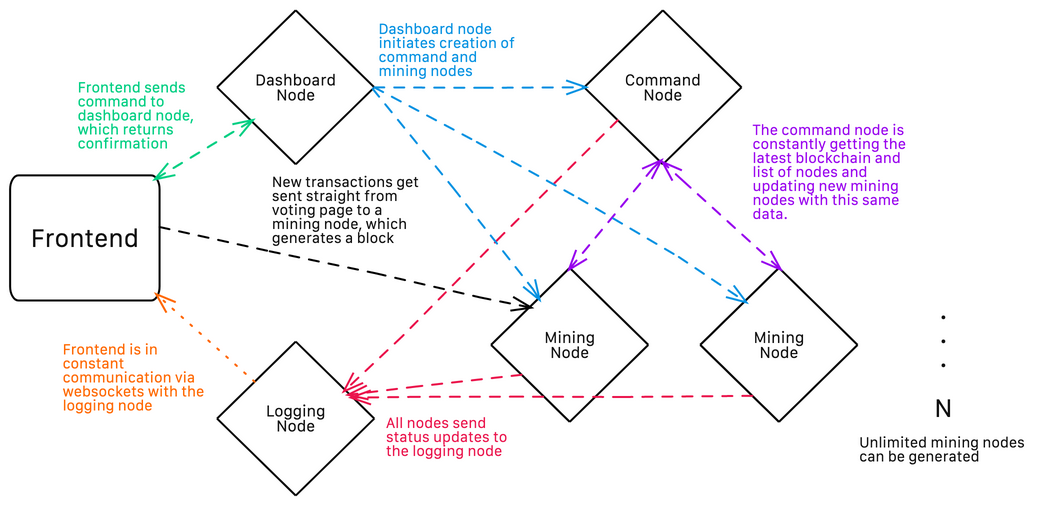 Dashboard node
initiates creation of
command and
mining nodes
Dashboard
Node
Command
Node
Frontend sends
command to
dashboard node,
which returns
confirmation
The command node is
constantly getting the
latest blockchain and
list of nodes and
updating new mining
nodes with this same
data.
New transactions get
sent straight from
voting page to a
mining node, which
generates a block
Frontend
Mining
Node
Mining
Node
Frontend is in
constant
communication via
websockets with the
logging node
Logging
Node
All nodes send
status updates to
the logging node
N
Unlimited mining nodes
can be generated